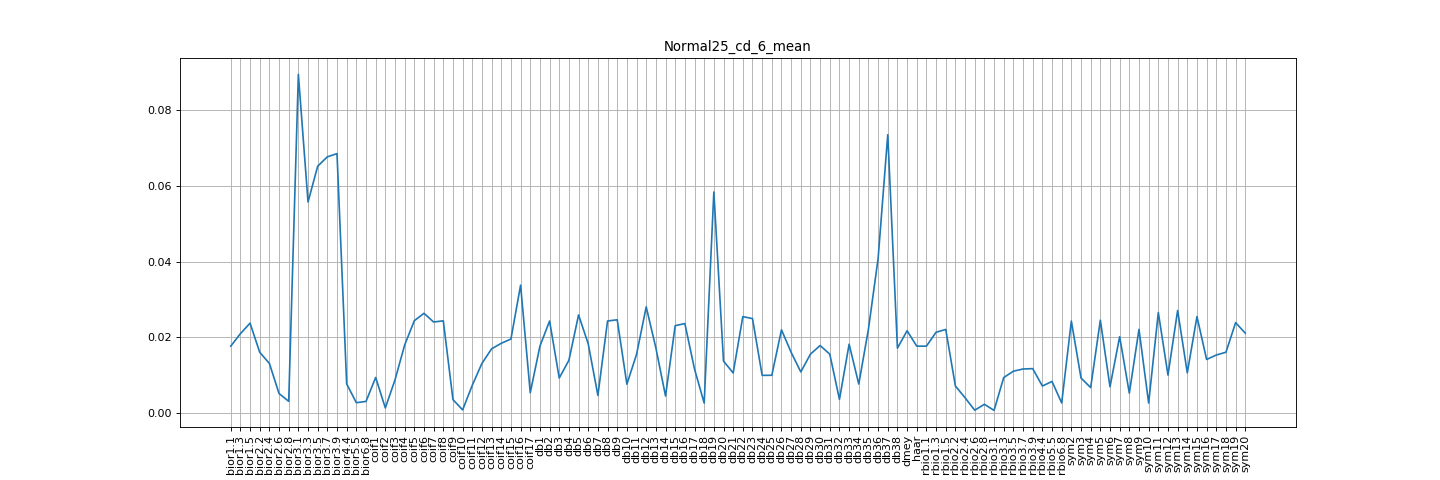 Normal25_cd_6_mean
0.08
0.06
0.04
0.02
0.00
bior1.1
bior1.3
bior1.5
bior2.2
bior2.4
bior2.6
bior2.8
bior3.1
bior3.3
bior3.5
bior3.7
bior3.9
bior4.4
bior5.5
bior6.8
coif1
coif2
coif3
coif4
coif5
coif6
coif7
coif8
coif9
coif10
coif11
coif12
coif13
coif14
coif15
coif16
coif17
db1
db2
db3
db4
db5
db6
db7
db8
db9
db10
db11
db12
db13
db14
db15
db16
db17
db18
db19
db20
db21
db22
db23
db24
db25
db26
db27
db28
db29
db30
db31
db32
db33
db34
db35
db36
db37
db38
dmey
haar
rbio1.1
rbio1.3
rbio1.5
rbio2.2
rbio2.4
rbio2.6
rbio2.8
rbio3.1
rbio3.3
rbio3.5
rbio3.7
rbio3.9
rbio4.4
rbio5.5
rbio6.8
sym2
sym3
sym4
sym5
sym6
sym7
sym8
sym9
sym10
sym11
sym12
sym13
sym14
sym15
sym16
sym17
sym18
sym19
sym20